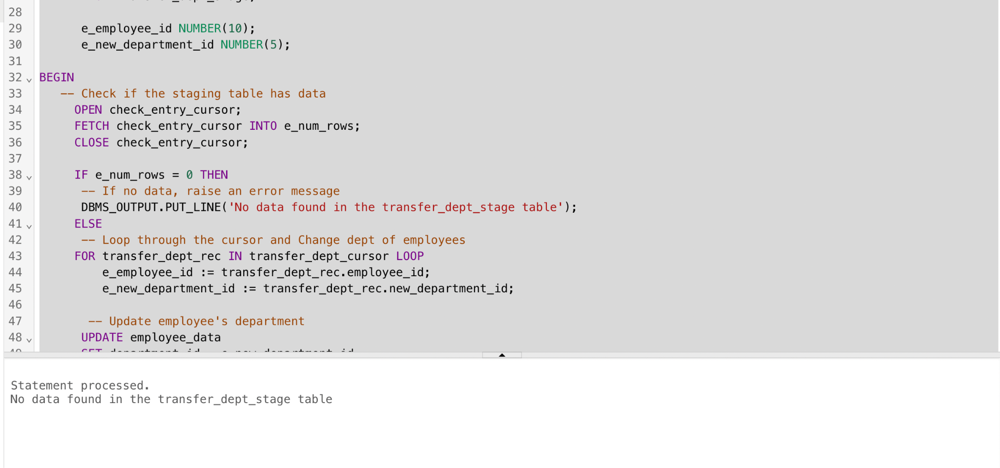 28
29 e_employee_id NUMBER(10);
30 e_new_department_id NUMBER(5);
31
32 BEGIN
33 -- Check if the staging table has data
34 OPEN check_entry_cursor;
35 FETCH check_entry_cursor INTO e_num_rows;
36 CLOSE check_entry_cursor;
37
38 IF e_num_rows = 0 THEN
39 -- If no data, raise an error message
40 DBMS_OUTPUT.PUT_LINE('No data found in the transfer_dept_stage table');
41 ELSE
42 -- Loop through the cursor and Change dept of employees
43 FOR transfer_dept_rec IN transfer_dept_cursor LOOP
44 e_employee_id := transfer_dept_rec.employee_id;
45 e_new_department_id := transfer_dept_rec.new_department_id;
46
47 -- Update employee's department
48 UPDATE employee_data
49 SET department_id = e_new_department_id
Statement processed.
No data found in the transfer_dept_stage table